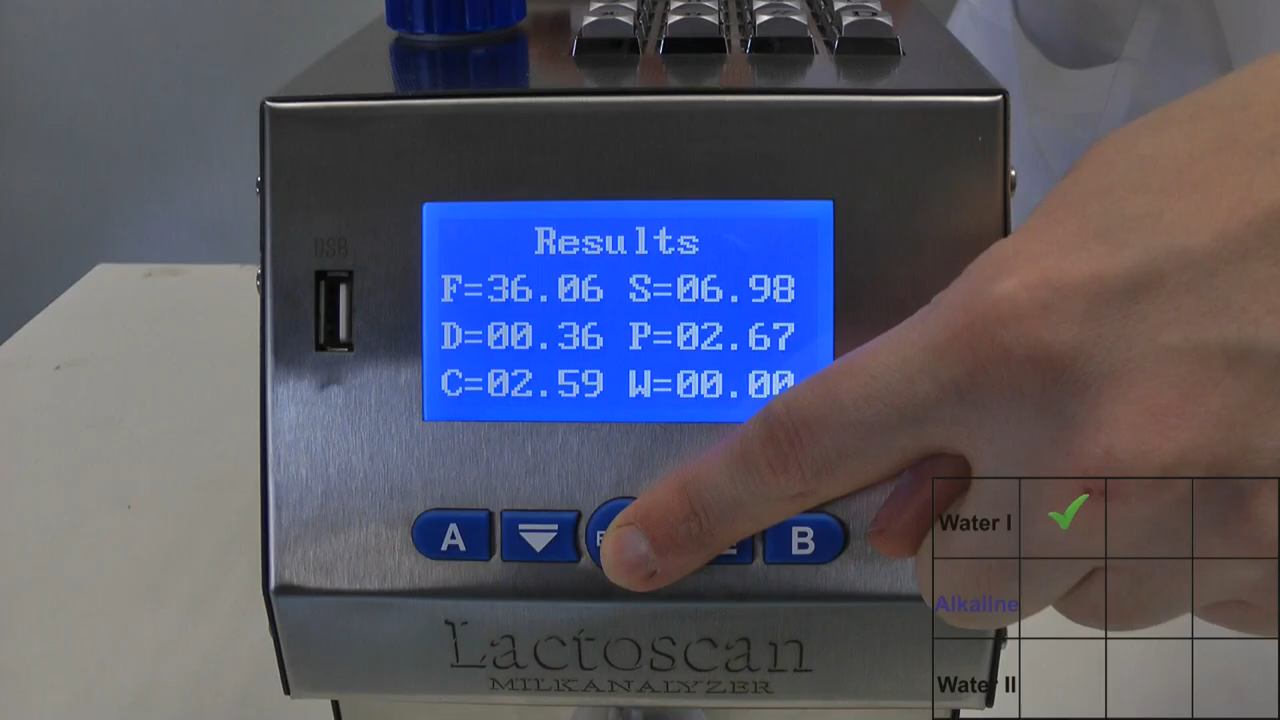 USB
Results
F=36.06 S=06.98
D=00.36 P=02.67
C=02.59 W=00.00
A
B
Lactoscan
MILKANALYZER
Water I
Alkaline
Water II